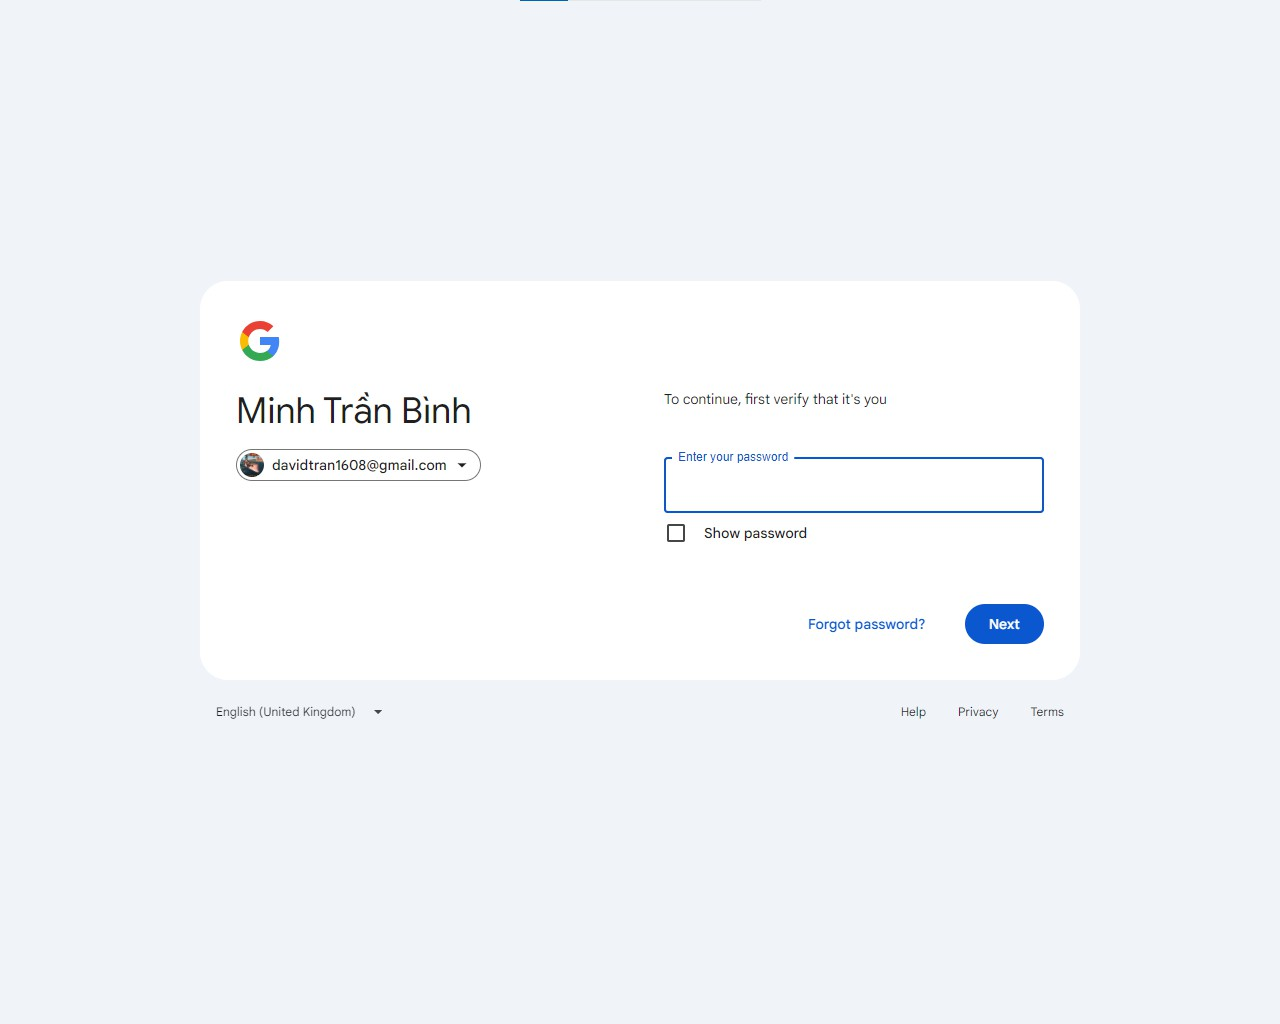 Minh Trần Bình
davidtran1608@gmail.com
To continue, first verify that it's you
Enter your password
Show password
Forgot password?
Next
English (United Kingdom)
Help
Privacy
Terms